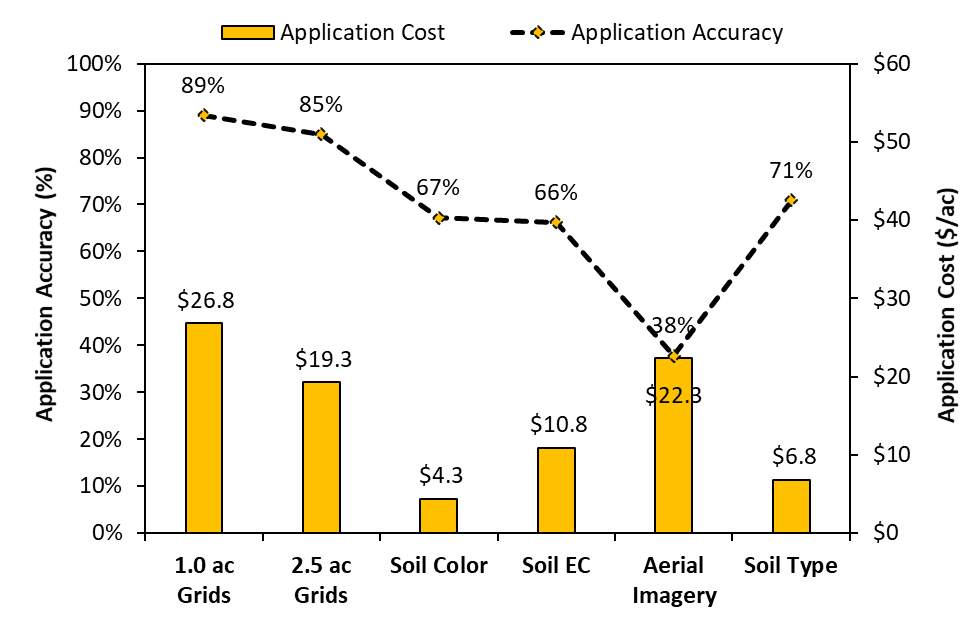 Application Cost
Application Accuracy
100%
90%
80%
70%
60%
50%
40%
30%
20%
10%
0%
Application Accuracy (%)
89%
85%
67%
66%
38%
71%
$26.8
$19.3
$4.3
$10.8
$22.3
$6.8
$60
$50
$40
$30
$20
$10
$0
Application Cost ($/ac)
1.0 ac
Grids
2.5 ac
Grids
Soil Color
Soil EC
Aerial
Imagery
Soil Type